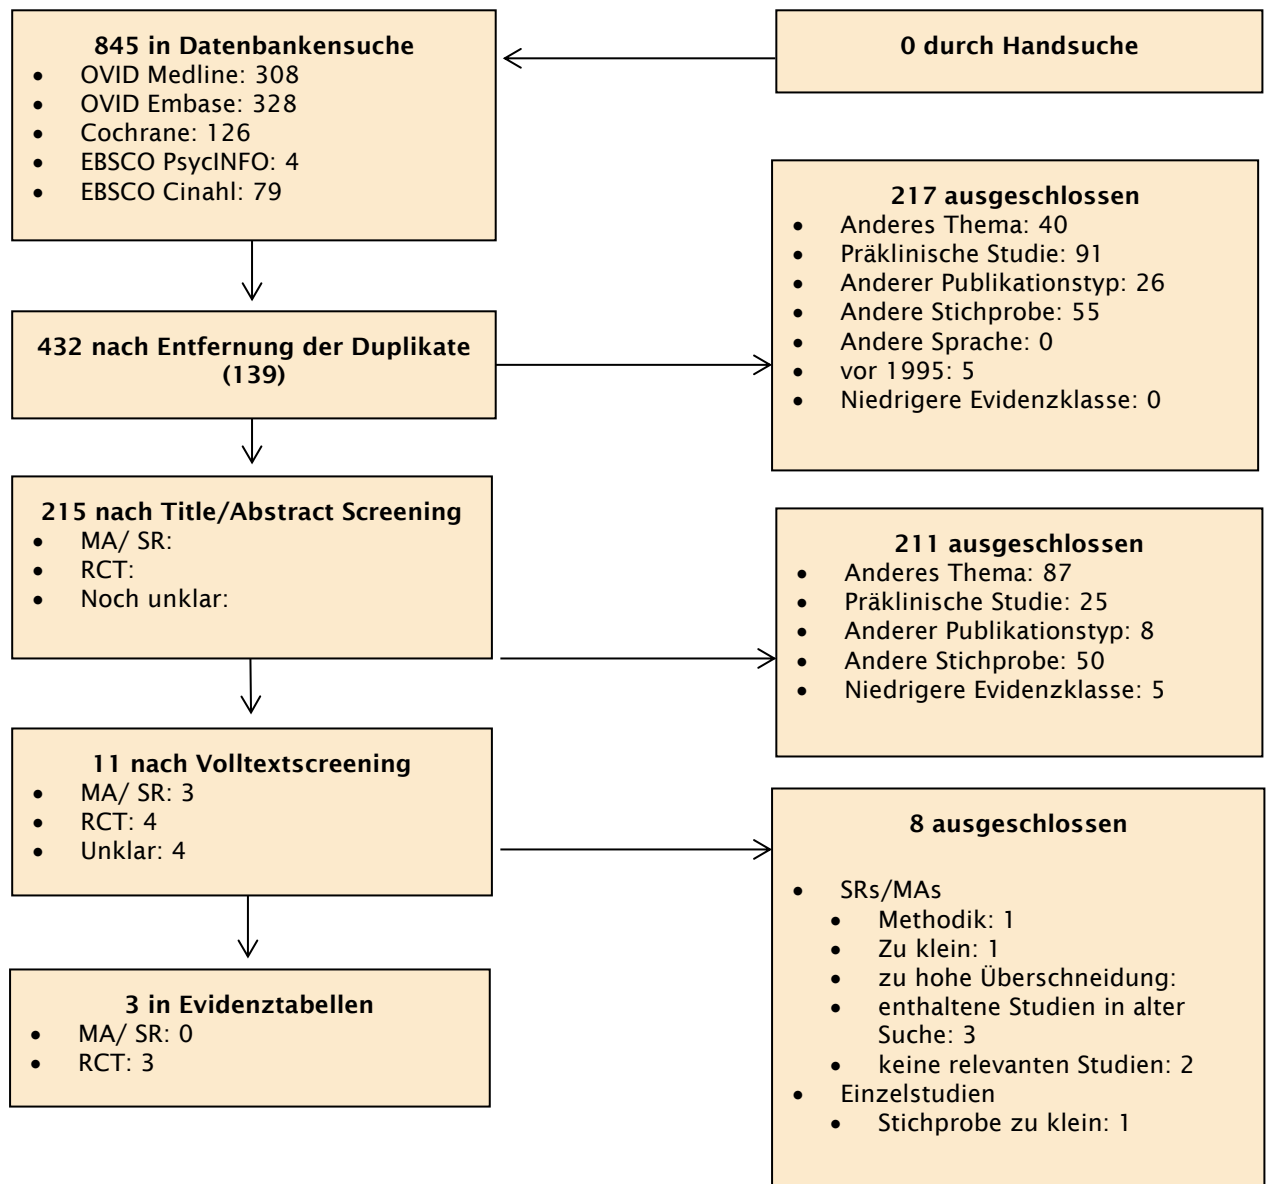 845 in Datenbankensuche
• OVID Medline: 308
• OVID Embase: 328
• Cochrane: 126
• EBSCO PsycINFO: 4
• EBSCO Cinahl: 79
0 durch Handsuche
217 ausgeschlossen
• Anderes Thema: 40
• Präklinische Studie: 91
• Anderer Publikationstyp: 26
• Andere Stichprobe: 55
• Andere Sprache: 0
• vor 1995: 5
• Niedrigere Evidenzklasse: 0
432 nach Entfernung der Duplikate
(139)
215 nach Title/Abstract Screening
• MA/ SR:
• RCT:
• Noch unklar:
211 ausgeschlossen
• Anderes Thema: 87
• Präklinische Studie: 25
• Anderer Publikationstyp: 8
• Andere Stichprobe: 50
• Niedrigere Evidenzklasse: 5
11 nach Volltextscreening
• MA/ SR: 3
• RCT: 4
• Unklar: 4
8 ausgeschlossen
• SRs/MAs
• Methodik: 1
• Zu klein: 1
• zu hohe Überschneidung:
• enthaltene Studien in alter
Suche: 3
• keine relevanten Studien: 2
• Einzelstudien
• Stichprobe zu klein: 1
3 in Evidenztabellen
• MA/ SR: 0
• RCT: 3